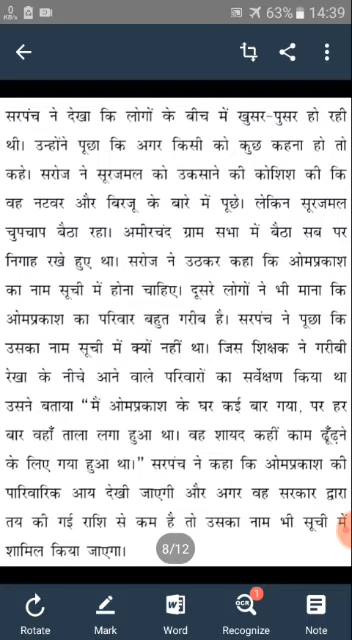 0 KB/s 63% 14:39
सरपंच ने देखा कि लोगों के बीच में खुसर-पुसर हो रही
थी। उन्होंने पूछा कि अगर किसी को कुछ कहना हो तो
कहे। सरोज ने सूरजमल को उकसाने की कोशिश की कि
वह नटवर और बिरजू के बारे में पूछे। लेकिन सूरजमल
चुपचाप बैठा रहा। अमीरचंद ग्राम सभा में बैठा सब पर
निगाह रखे हुए था। सरोज ने उठकर कहा कि ओमप्रकाश
का नाम सूची में होना चाहिए। दूसरे लोगों ने भी माना कि
ओमप्रकाश का परिवार बहुत गरीब है। सरपंच ने पूछा कि
उसका नाम सूची में क्यों नहीं था। जिस शिक्षक ने गरीबी
रेखा के नीचे आने वाले परिवारों का सर्वेक्षण किया था
उसने बताया “मैं ओमप्रकाश के घर कई बार गया, पर हर
बार वहाँ ताला लगा हुआ था। वह शायद कहीं काम ढूँढ़ने
के लिए गया हुआ था।” सरपंच ने कहा कि ओमप्रकाश की
पारिवारिक आय देखी जाएगी और अगर वह सरकार द्वारा
तय की गई राशि से कम है तो उसका नाम भी सूची में
शामिल किया जाएगा।
8/12
W OCR 1
Rotate Mark Word Recognize Note